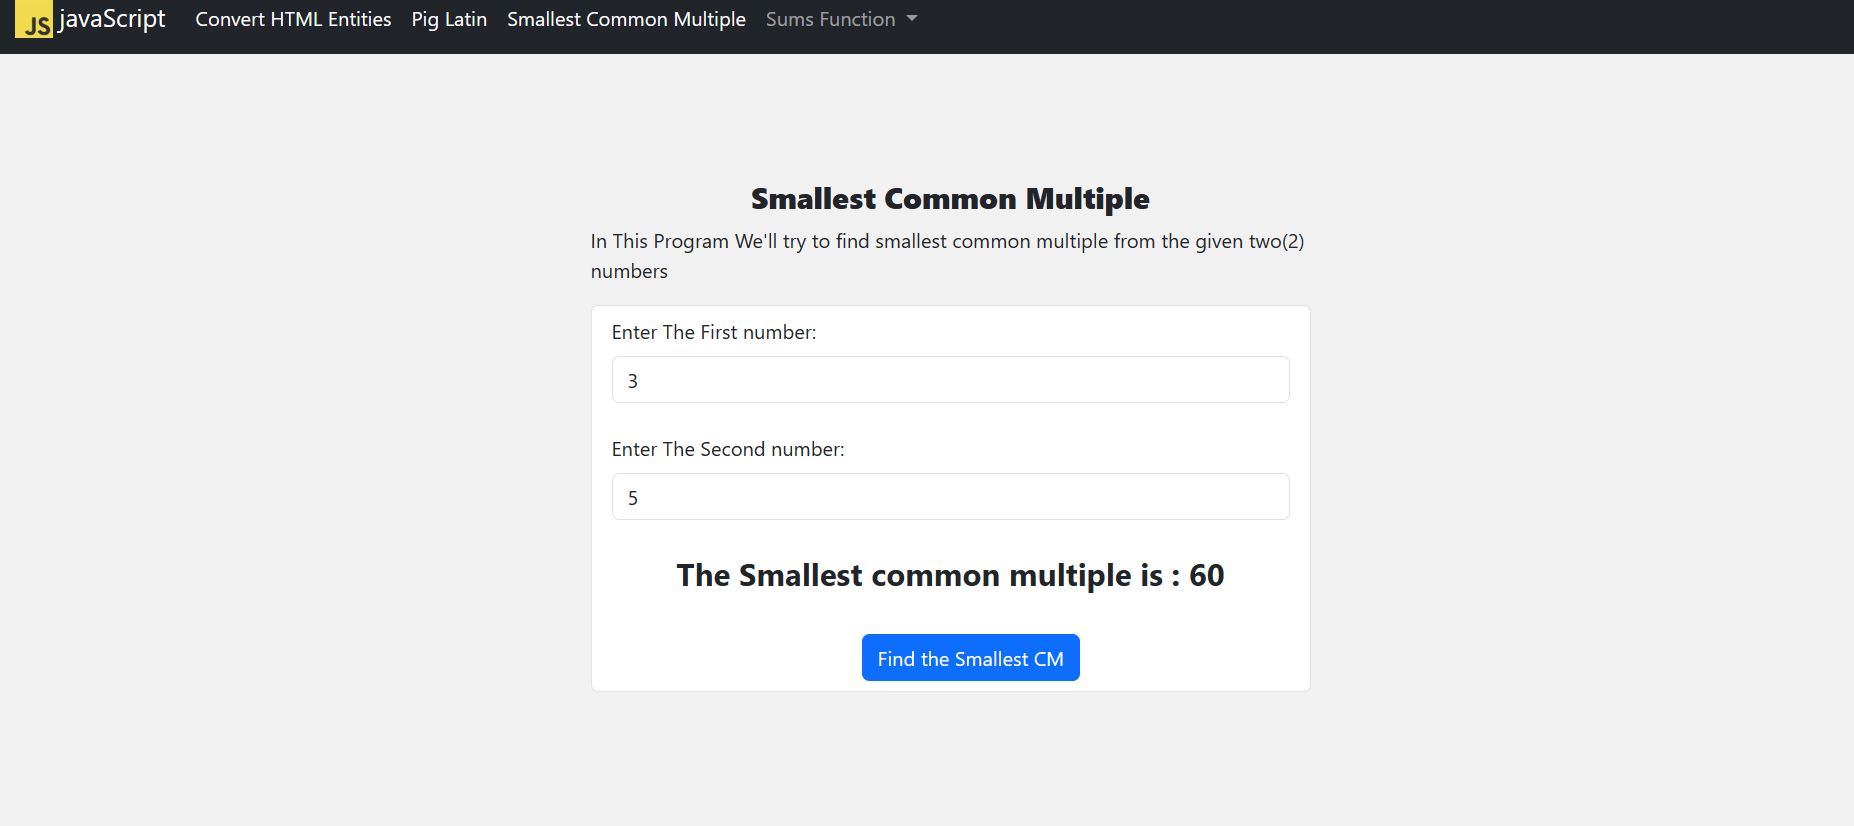 JS javaScript Convert HTML Entities Pig Latin Smallest Common Multiple Sums Function
Smallest Common Multiple
In This Program We'll try to find smallest common multiple from the given two(2)
numbers
Enter The First number:
3
Enter The Second number:
5
The Smallest common multiple is : 60
Find the Smallest CM